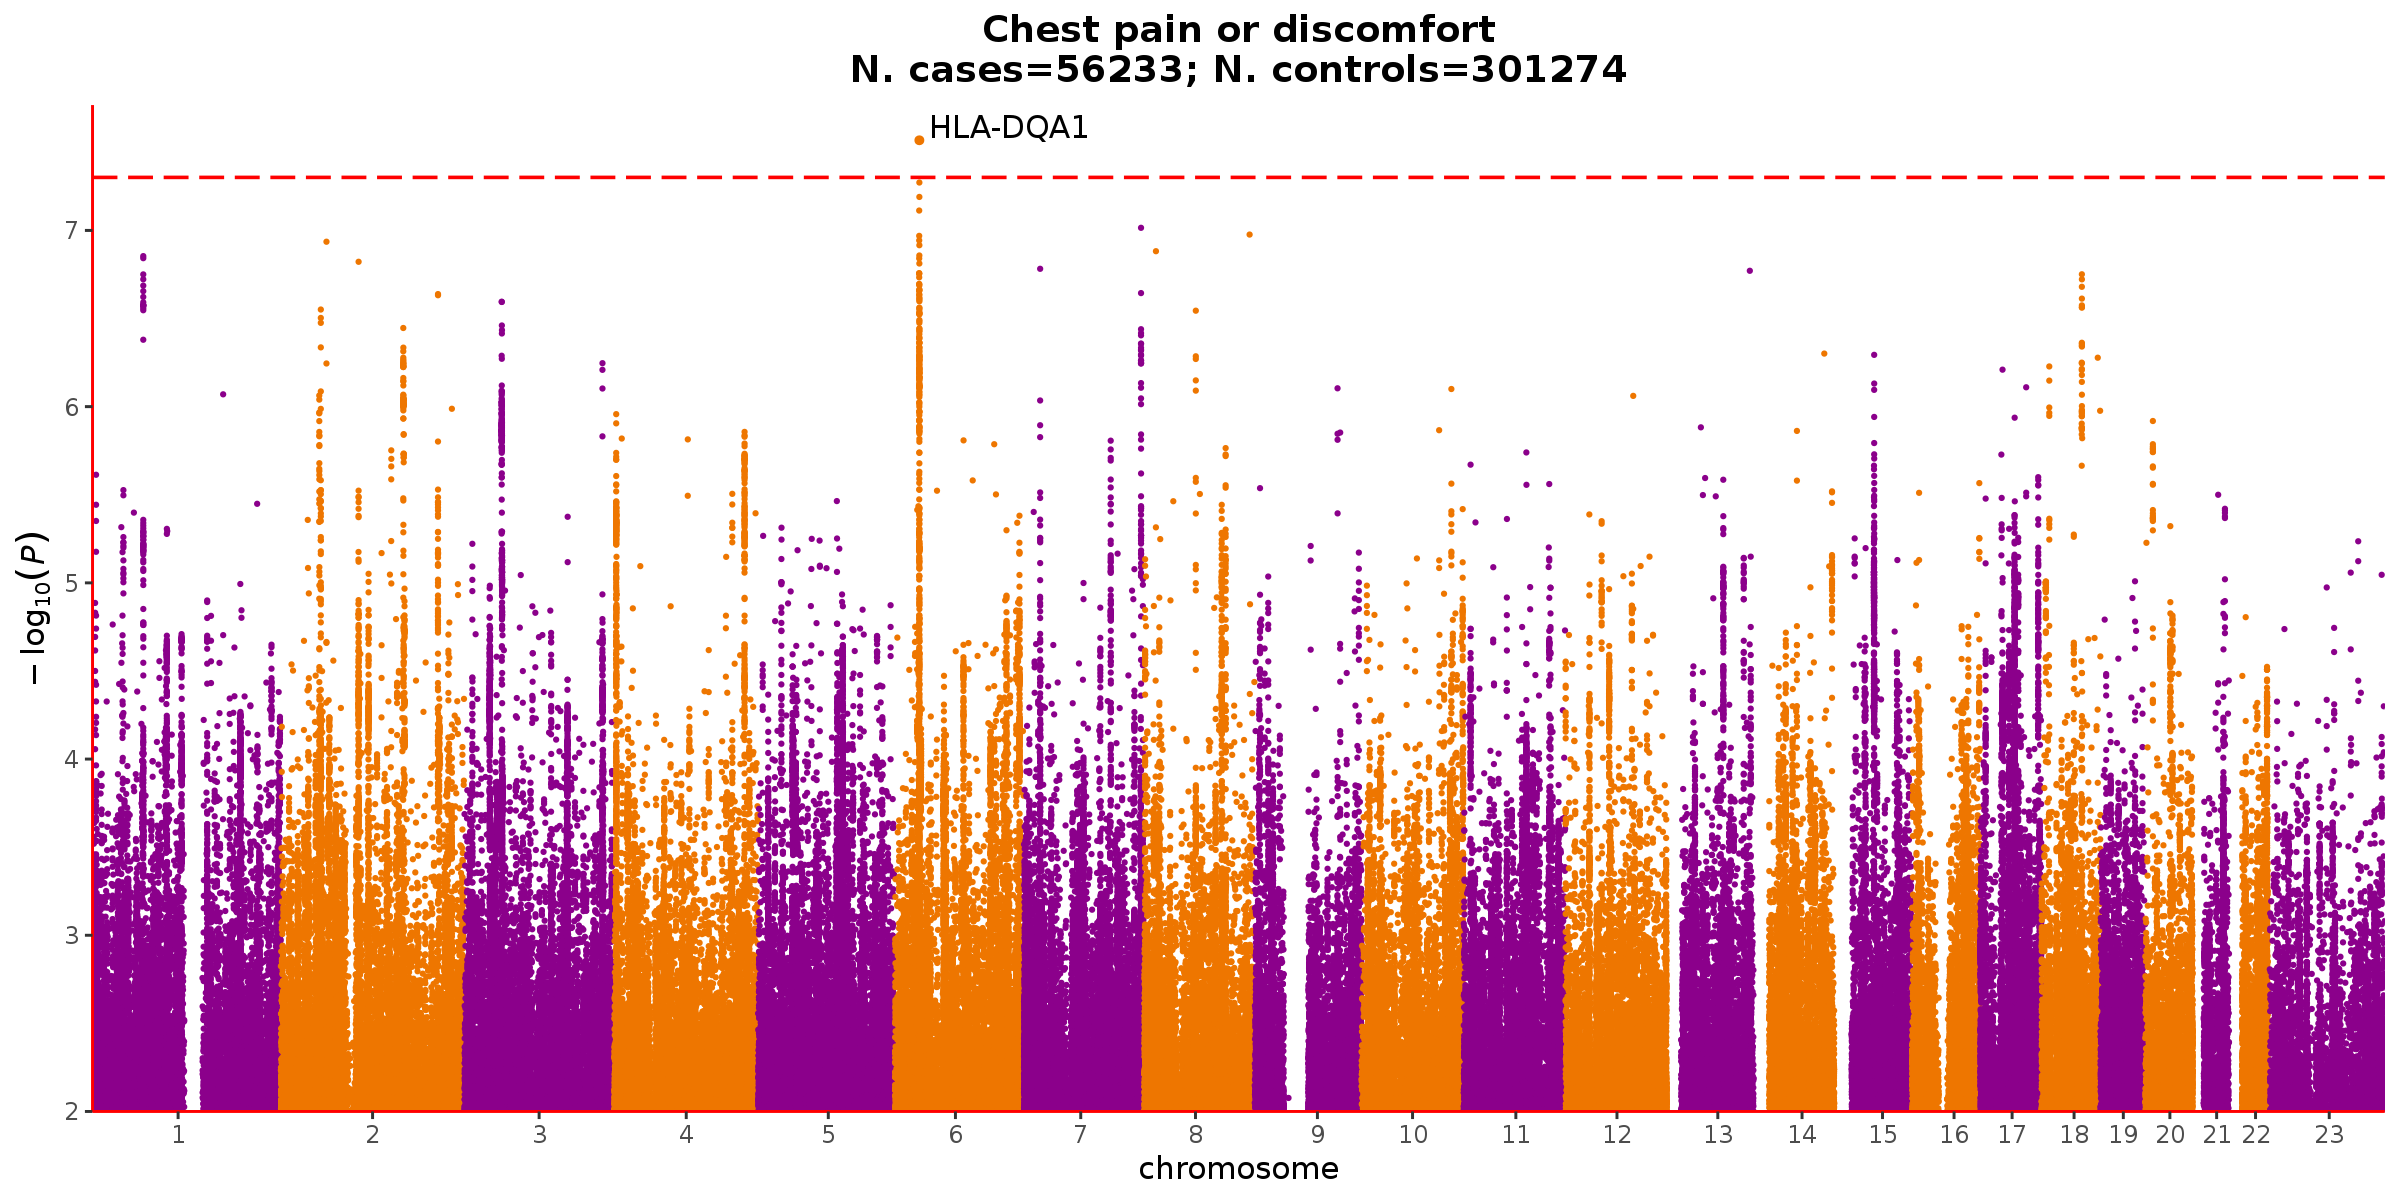 Chest pain or discomfort
N. cases=56233; N. controls=301274
HLA-DQA1
7
6
5
4
3
2
−log₁₀(P)
1 2 3 4 5 6 7 8 9 10 11 12 13 14 15 16 17 18 19 20 21 22 23
chromosome